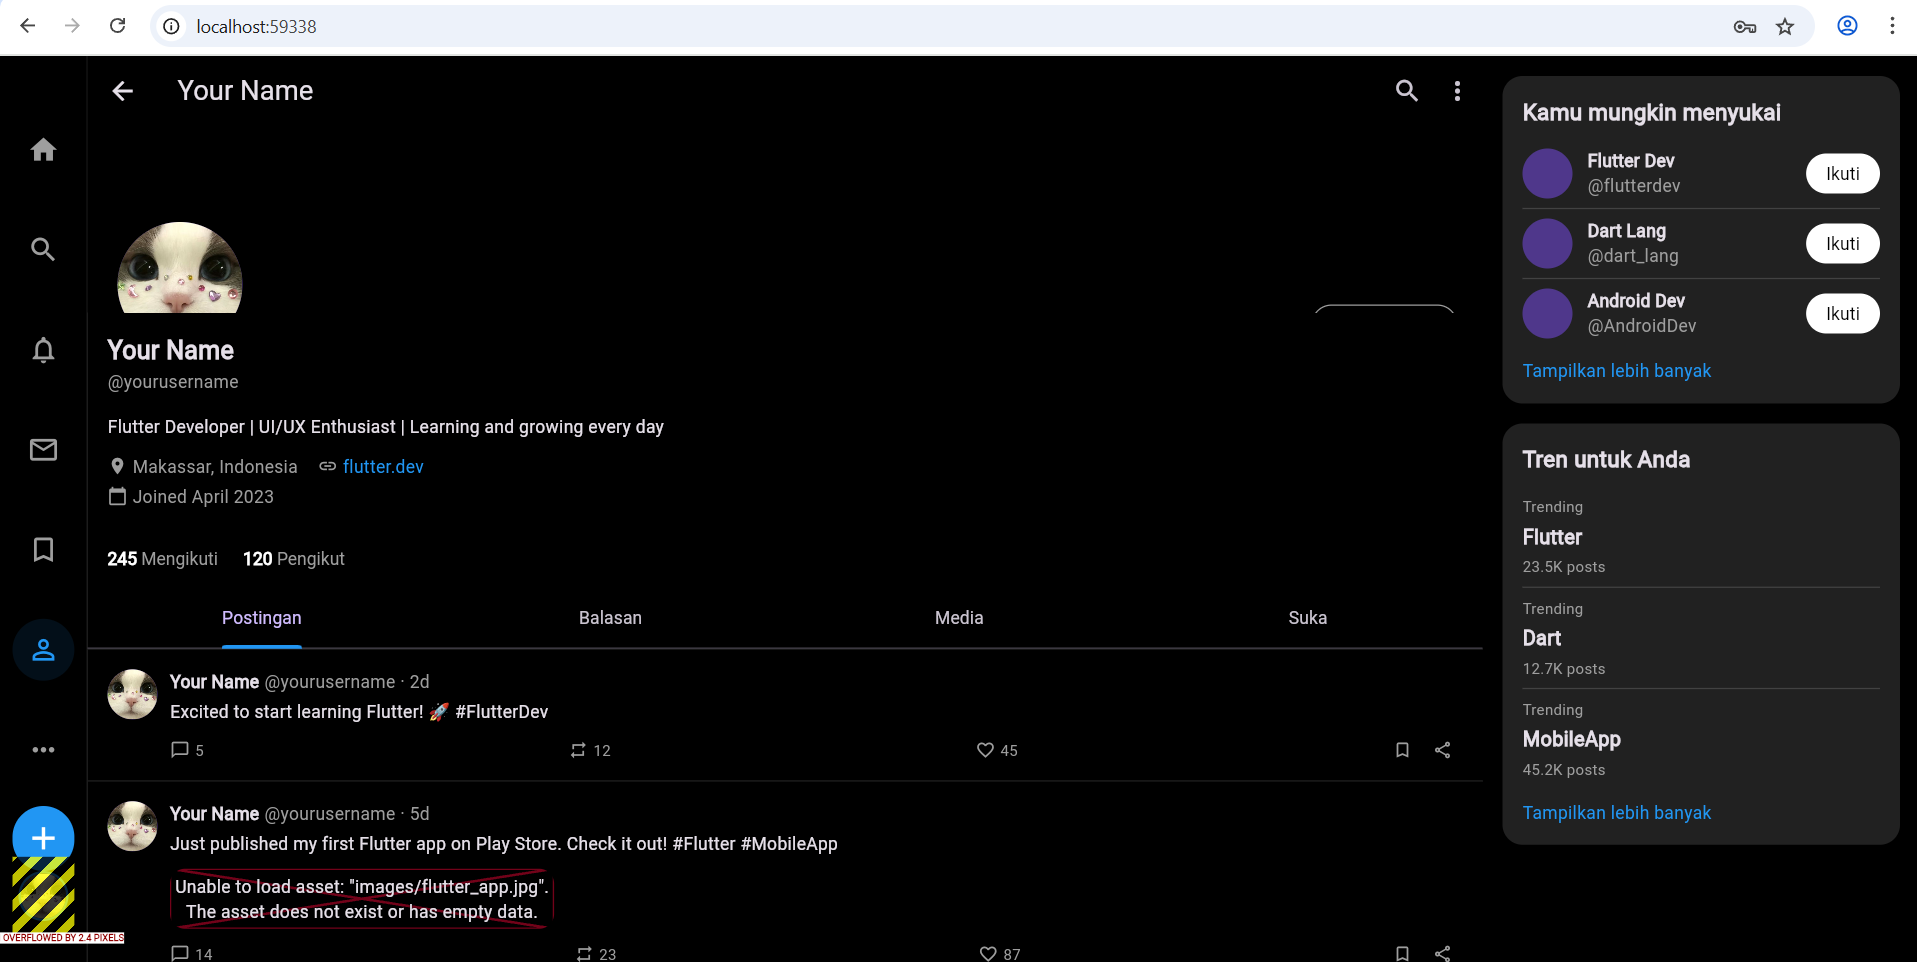 localhost:59338
Your Name
Your Name
@yourusername
Flutter Developer | UI/UX Enthusiast | Learning and growing every day
Makassar, Indonesia flutter.dev
Joined April 2023
245 Mengikuti 120 Pengikut
Postingan Balasan Media Suka
Your Name @yourusername · 2d
Excited to start learning Flutter! 🚀 #FlutterDev
5 12 45
Your Name @yourusername · 5d
Just published my first Flutter app on Play Store. Check it out! #Flutter #MobileApp
Unable to load asset: "images/flutter_app.jpg".
The asset does not exist or has empty data.
14 23 87
OVERFLOWED BY 2.4 PIXELS
Kamu mungkin menyukai
Flutter Dev
@flutterdev
Ikuti
Dart Lang
@dart_lang
Ikuti
Android Dev
@AndroidDev
Ikuti
Tampilkan lebih banyak
Tren untuk Anda
Trending
Flutter
23.5K posts
Trending
Dart
12.7K posts
Trending
MobileApp
45.2K posts
Tampilkan lebih banyak